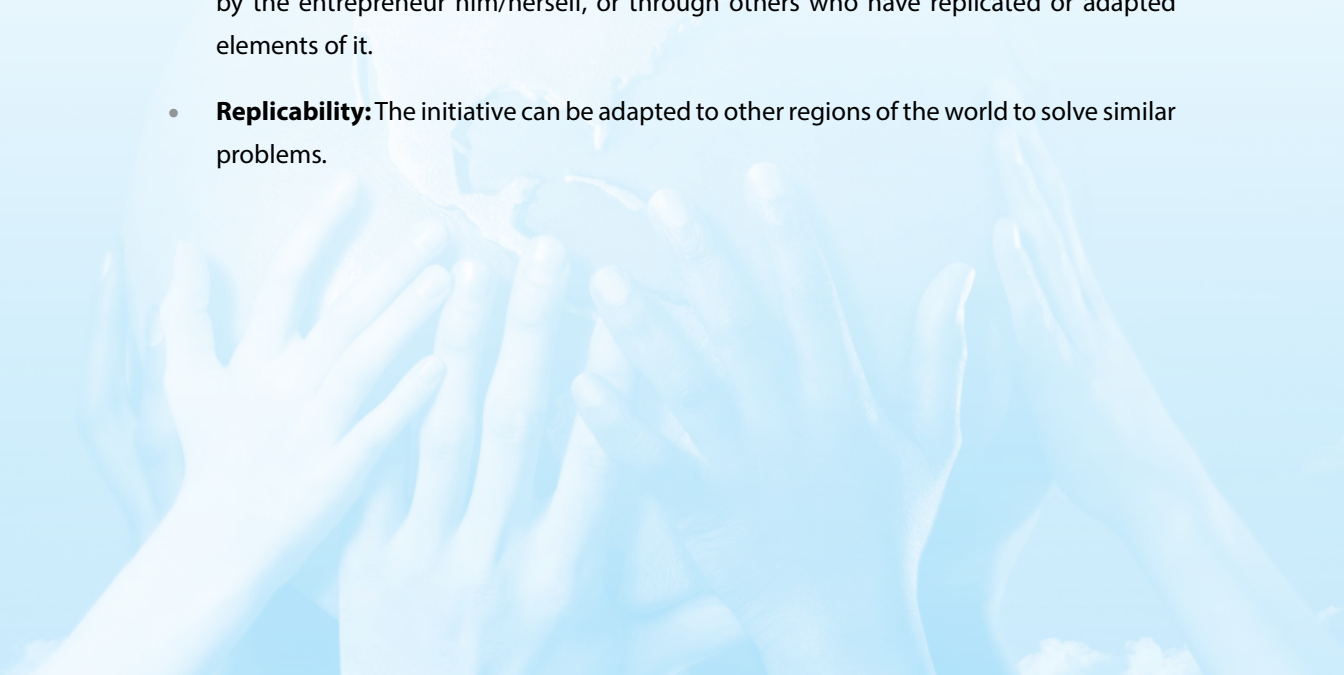 by the entrepreneur him/herself, or through others who have replicated or adapted
elements of it.
• Replicability: The initiative can be adapted to other regions of the world to solve similar
problems.